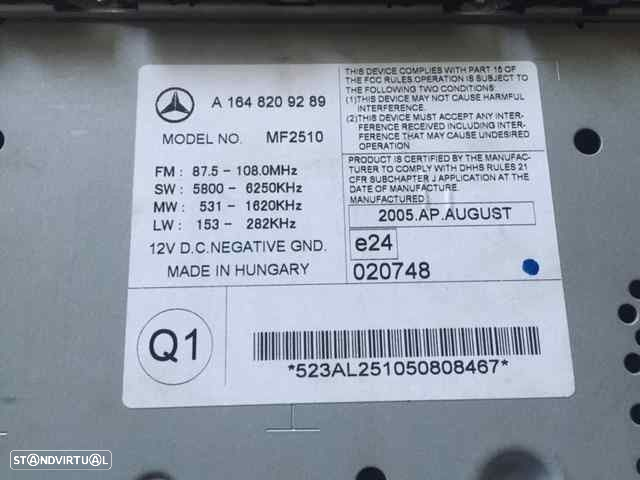 A 164 820 92 89
MODEL NO. MF2510
FM : 87.5 - 108.0MHz
SW : 5800 - 6250KHz
MW : 531 - 1620KHz
LW : 153 - 282KHz
12V D.C.NEGATIVE GND.
MADE IN HUNGARY
THIS DEVICE COMPLIES WITH PART 15 OF
THE FCC RULES. OPERATION IS SUBJECT TO
THE FOLLOWING TWO CONDITIONS:
(1)THIS DEVICE MAY NOT CAUSE HARMFUL
INTERFERENCE.
(2)THIS DEVICE MUST ACCEPT ANY INTER-
FERENCE RECEIVED INCLUDING INTER-
FERENCE THAT MAY CAUSE UNDESIRED
OPERATION.
PRODUCT IS CERTIFIED BY THE MANUFAC-
TURER TO COMPLY WITH DHHS RULES 21
CFR SUBCHAPTER J APPLICATION AT THE
DATE OF MANUFACTURE.
MANUFACTURED
2005.AP.AUGUST
e24
020748
Q1
*523AL251050808467*
STANDVIRTUAL